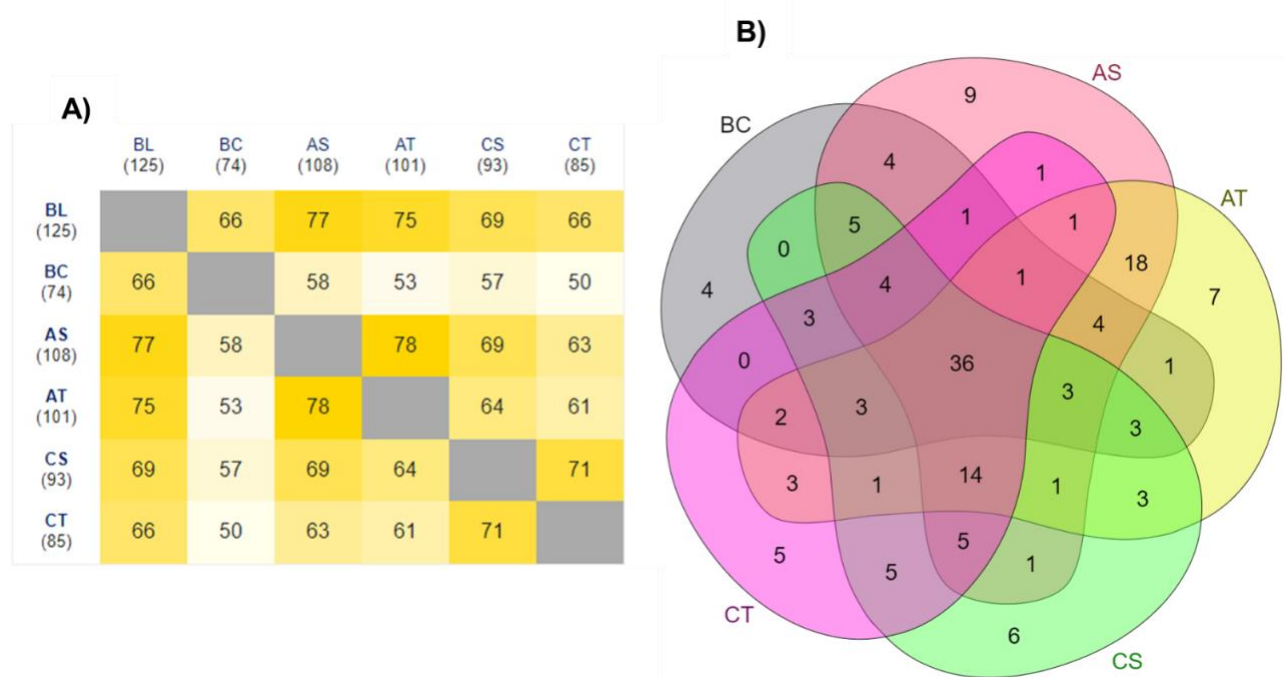 A)
BL BC AS AT CS CT
(125) (74) (108) (101) (93) (85)
BL
(125)
66 77 75 69 66
BC
(74)
66 58 53 57 50
AS
(108)
77 58 78 69 63
AT
(101)
75 53 78 64 61
CS
(93)
69 57 69 64 71
CT
(85)
66 50 63 61 71
B)
AS
9
BC
4
1
AT
1
1
5
0
18
4
4
1
7
3
4
0
36
1
3
2
3
3
3
14
1
1
3
5
5
5
1
CT
6
CS